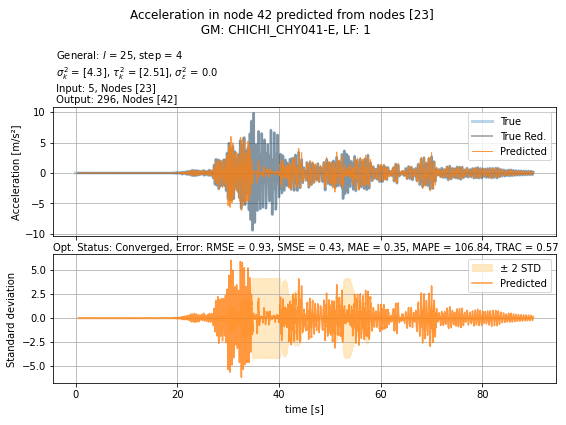 Acceleration in node 42 predicted from nodes [23]
GM: CHICHI_CHY041-E, LF: 1
General: l = 25, step = 4
σ²ₖ = [4.3], τ²ₖ = [2.51], σ²ε = 0.0
Input: 5, Nodes [23]
Output: 296, Nodes [42]
Acceleration [m/s²]
10
5
0
−5
−10
True
True Red.
Predicted
Opt. Status: Converged, Error: RMSE = 0.93, SMSE = 0.43, MAE = 0.35, MAPE = 106.84, TRAC = 0.57
Standard deviation
5.0
2.5
0.0
−2.5
−5.0
± 2 STD
Predicted
0
20
40
60
80
time [s]